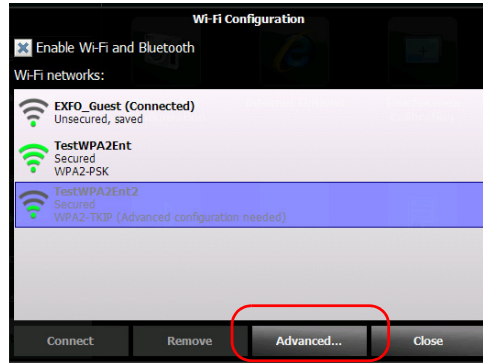 Wi-Fi Configuration
Enable Wi-Fi and Bluetooth
Wi-Fi networks:
EXFO_Guest (Connected)
Unsecured, saved
TestWPA2Ent
Secured
WPA2-PSK
TestWPA2Ent2
Secured
WPA2-TKIP (Advanced configuration needed)
Connect Remove Advanced... Close